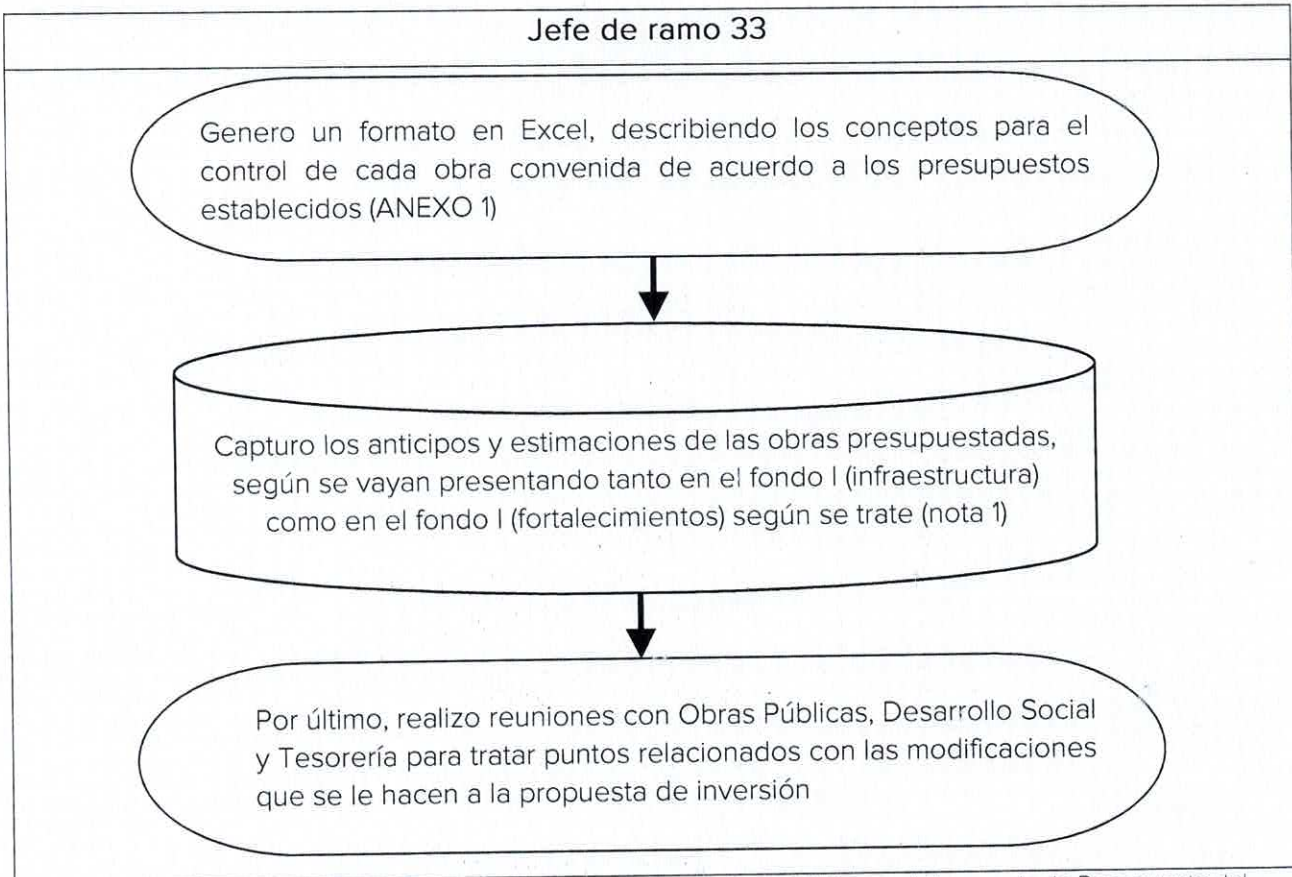 Jefe de ramo 33
Genero un formato en Excel, describiendo los conceptos para el
control de cada obra convenida de acuerdo a los presupuestos
establecidos (ANEXO 1)
Capturo los anticipos y estimaciones de las obras presupuestadas,
según se vayan presentando tanto en el fondo I (infraestructura)
como en el fondo I (fortalecimientos) según se trate (nota 1)
Por último, realizo reuniones con Obras Públicas, Desarrollo Social
y Tesorería para tratar puntos relacionados con las modificaciones
que se le hacen a la propuesta de inversión